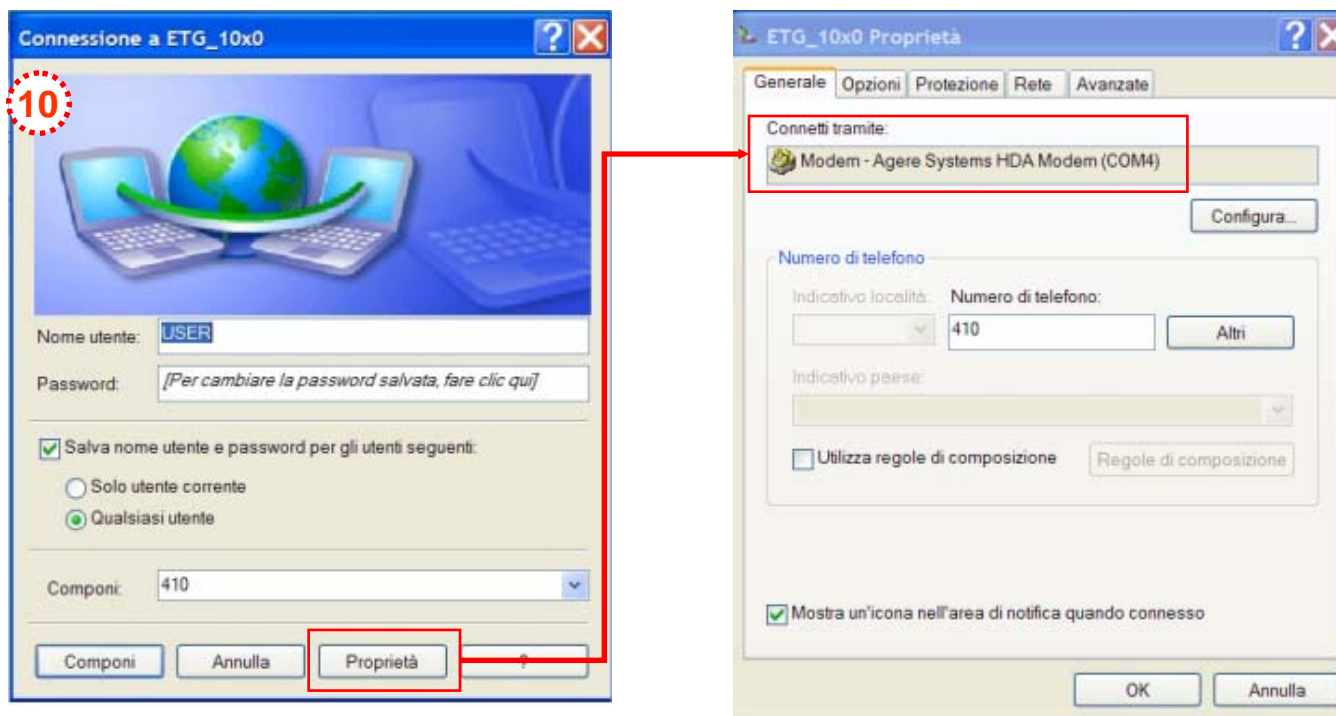 Connessione a ETG_10x0
?
10
Nome utente: USER
Password: [Per cambiare la password salvata, fare clic qui]
Salva nome utente e password per gli utenti seguenti:
Solo utente corrente
Qualsiasi utente
Componi: 410
Componi Annulla Proprietà ?
ETG_10x0 Proprietà
?
Generale Opzioni Protezione Rete Avanzate
Connetti tramite:
Modem - Agere Systems HDA Modem (COM4)
Configura...
Numero di telefono
Indicativo località: Numero di telefono:
410 Altri
Indicativo paese:
Utilizza regole di composizione Regole di composizione
Mostra un'icona nell'area di notifica quando connesso
OK Annulla